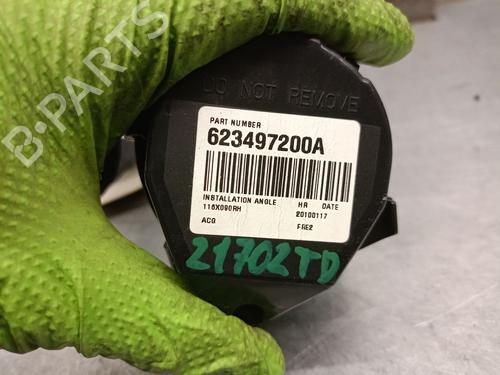 B-PARTS
DO NOT REMOVE
PART NUMBER
623497200A
INSTALLATION ANGLE HR DATE
116X090RH 20100117
ACG FRE2
21702TD